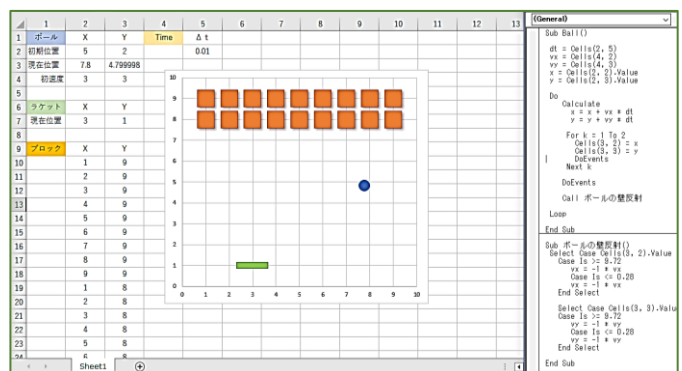 1 2 3 4 5 6 7 8 9 10 11 12 13
1 ボール X Y Time Δt
2 初期位置 5 2 0.01
3 現在位置 7.8 4.799998
4 初速度 3 3
5
6 ラケット X Y
7 現在位置 3 1
8
9 ブロック X Y
10 1 9
11 2 9
12 3 9
13 4 9
14 5 9
15 6 9
16 7 9
17 8 9
18 9 9
19 1 8
20 2 8
21 3 8
22 4 8
23 5 8
24 6 8
10
9
8
7
6
5
4
3
2
1
0
0 1 2 3 4 5 6 7 8 9 10
Sheet1
(General)
Sub Ball()
dt = Cells(2, 5)
vx = Cells(4, 2)
vy = Cells(4, 3)
x = Cells(2, 2).Value
y = Cells(2, 3).Value
Do
Calculate
x = x + vx * dt
y = y + vy * dt
For k = 1 To 2
Cells(3, 2) = x
Cells(3, 3) = y
DoEvents
Next k
DoEvents
Call ボールの壁反射
Loop
End Sub
Sub ボールの壁反射()
Select Case Cells(3, 2).Value
Case Is >= 9.72
vx = -1 * vx
Case Is <= 0.28
vx = -1 * vx
End Select
Select Case Cells(3, 3).Valu
Case Is >= 9.72
vy = -1 * vy
Case Is <= 0.28
vy = -1 * vy
End Select
End Sub